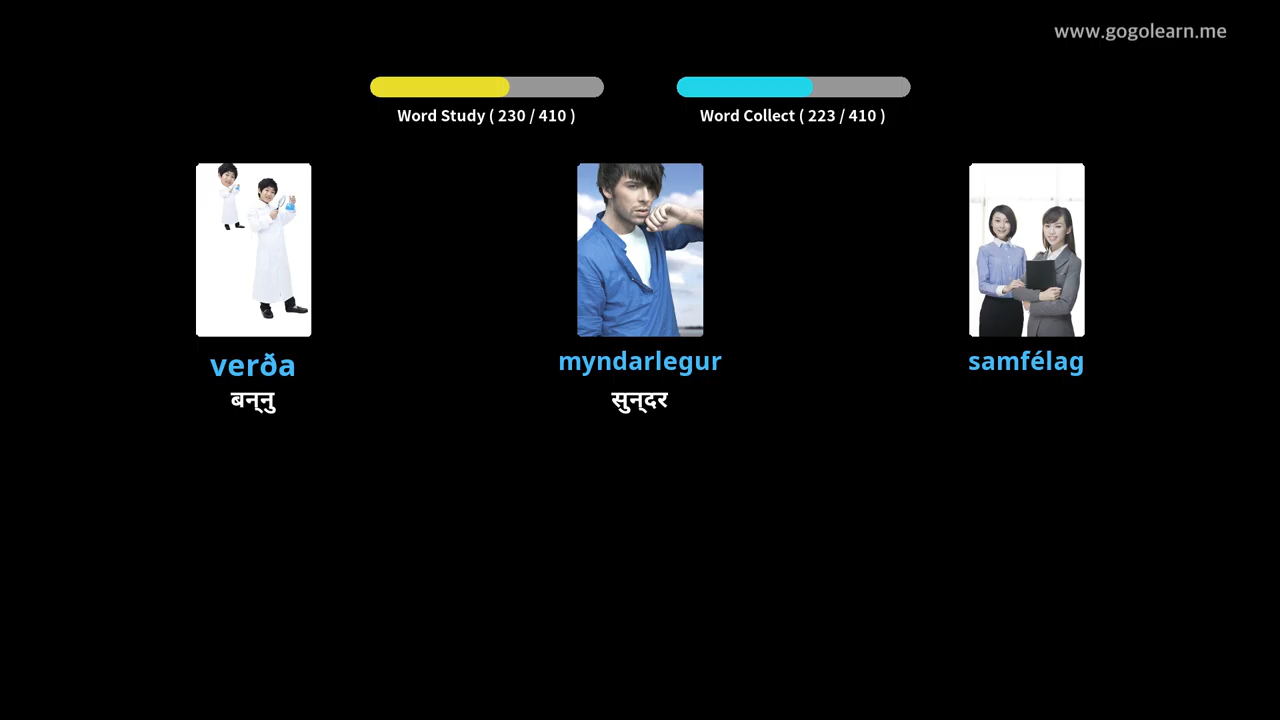 www.gogolearn.me
Word Study ( 230 / 410 )
Word Collect ( 223 / 410 )
verða
myndarlegur
samfélag
बन्‍नु
सुन्‍दर